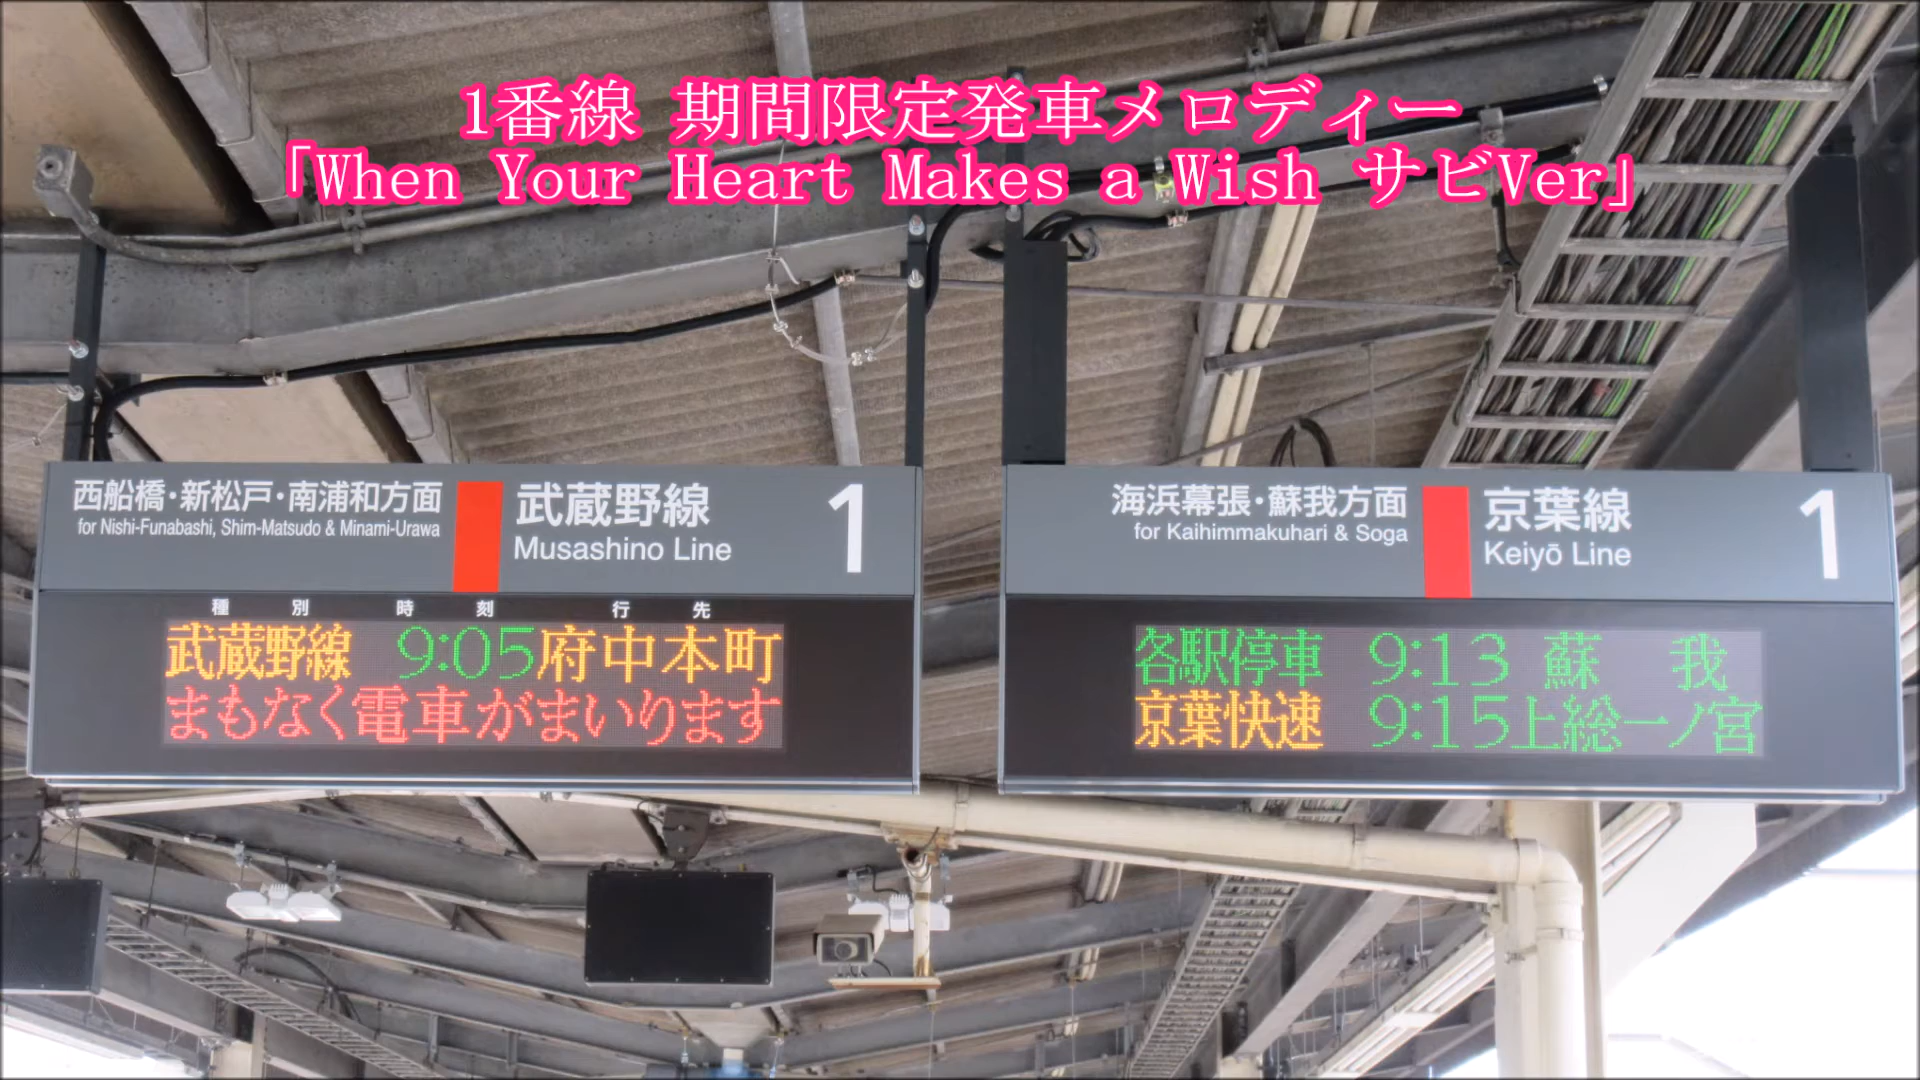 1番線 期間限定発車メロディー
「When Your Heart Makes a Wish サビVer」
西船橋・新松戸・南浦和方面
for Nishi-Funabashi, Shim-Matsudo & Minami-Urawa
武蔵野線
Musashino Line
1
種別 時刻 行先
武蔵野線 9:05 府中本町
まもなく電車がまいります
海浜幕張・蘇我方面
for Kaihimmakuhari & Soga
京葉線
Keiyō Line
1
各駅停車 9:13 蘇 我
京葉快速 9:15 上総一ノ宮